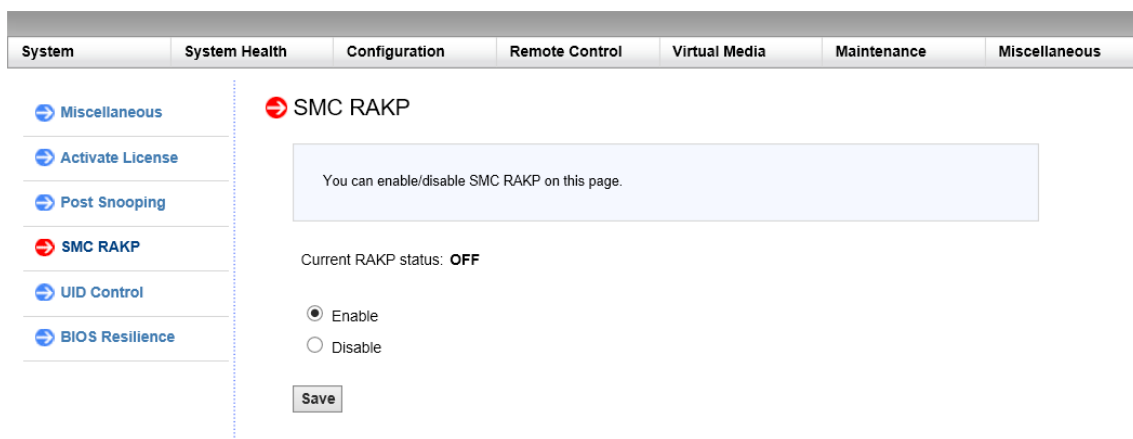 System System Health Configuration Remote Control Virtual Media Maintenance Miscellaneous
Miscellaneous
Activate License
Post Snooping
SMC RAKP
UID Control
BIOS Resilience
SMC RAKP
You can enable/disable SMC RAKP on this page.
Current RAKP status: OFF
Enable
Disable
Save